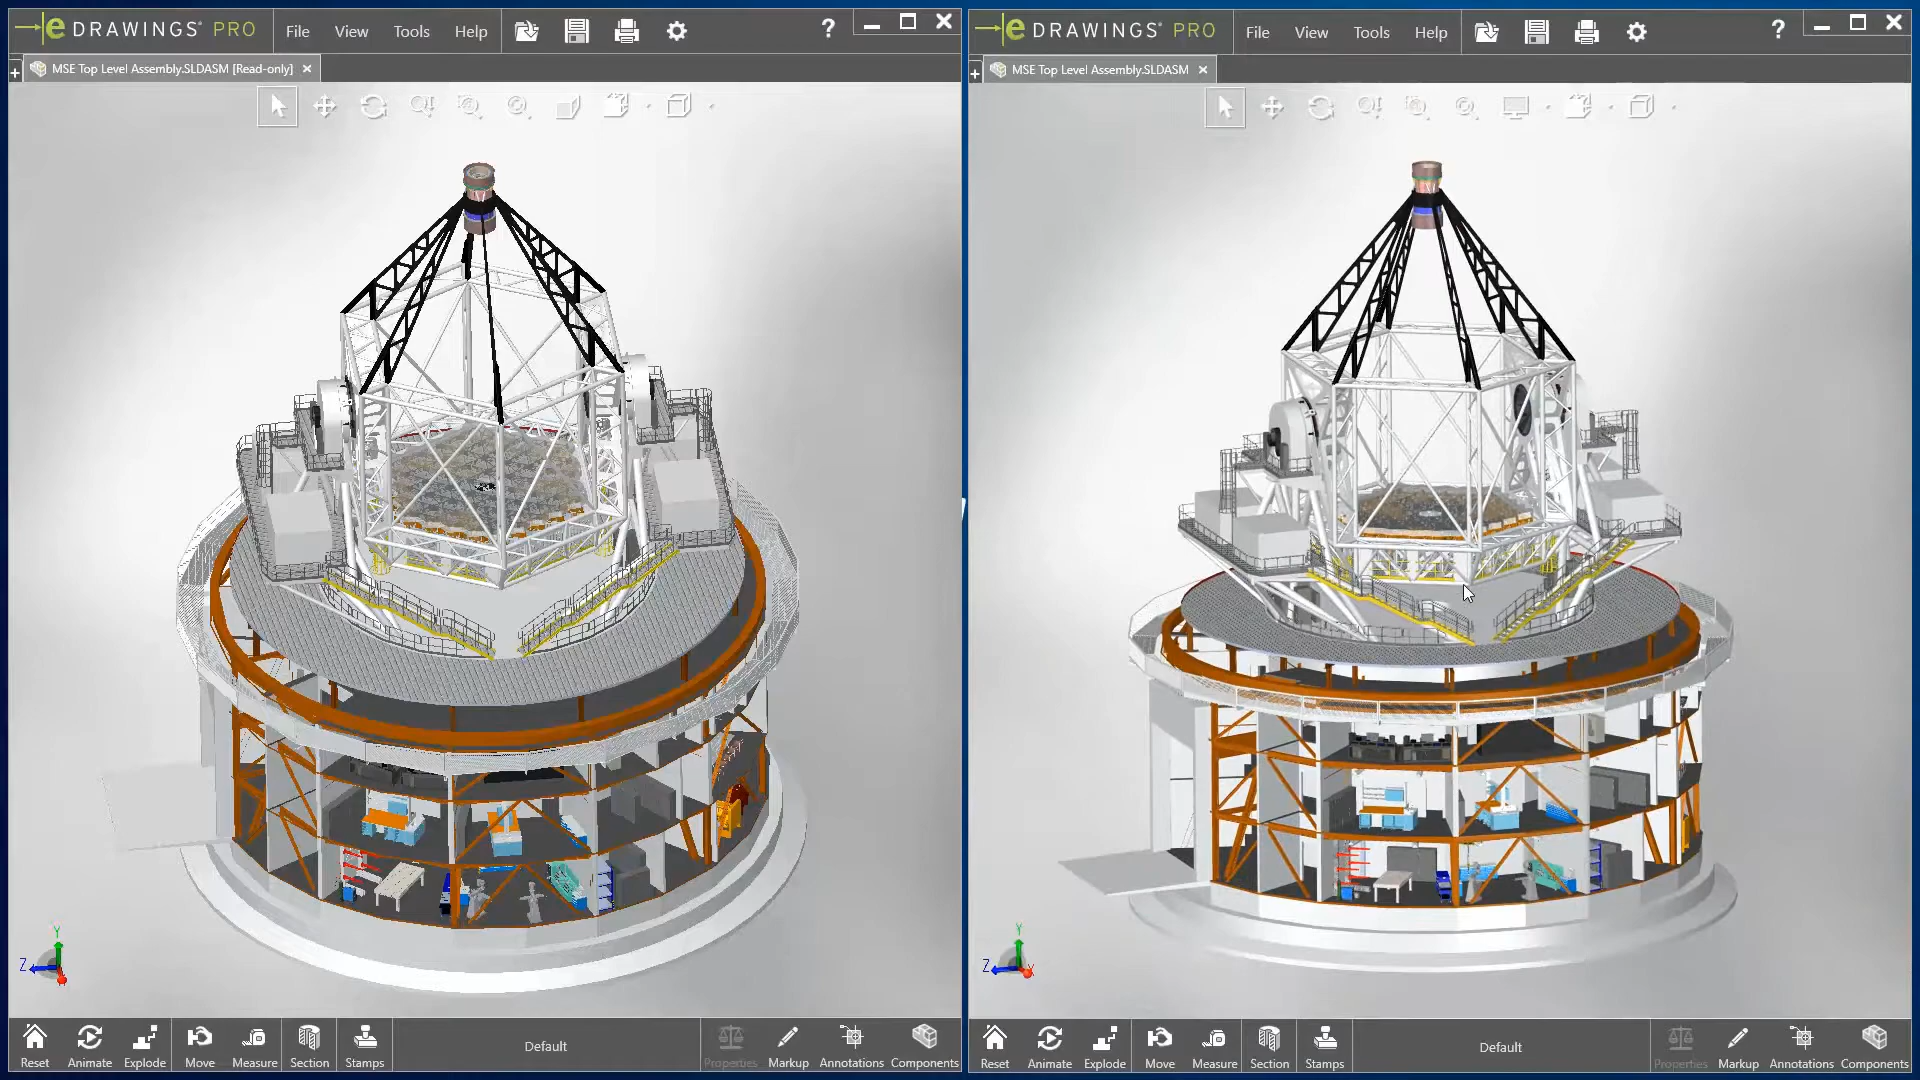 e DRAWINGS® PRO File View Tools Help ?
MSE Top Level Assembly.SLDASM [Read-only]
Y
Z
Reset Animate Explode Move Measure Section Stamps Default Properties Markup Annotations Components
e DRAWINGS® PRO File View Tools Help ?
MSE Top Level Assembly.SLDASM
Y
Z X
Reset Animate Explode Move Measure Section Stamps Default Properties Markup Annotations Components